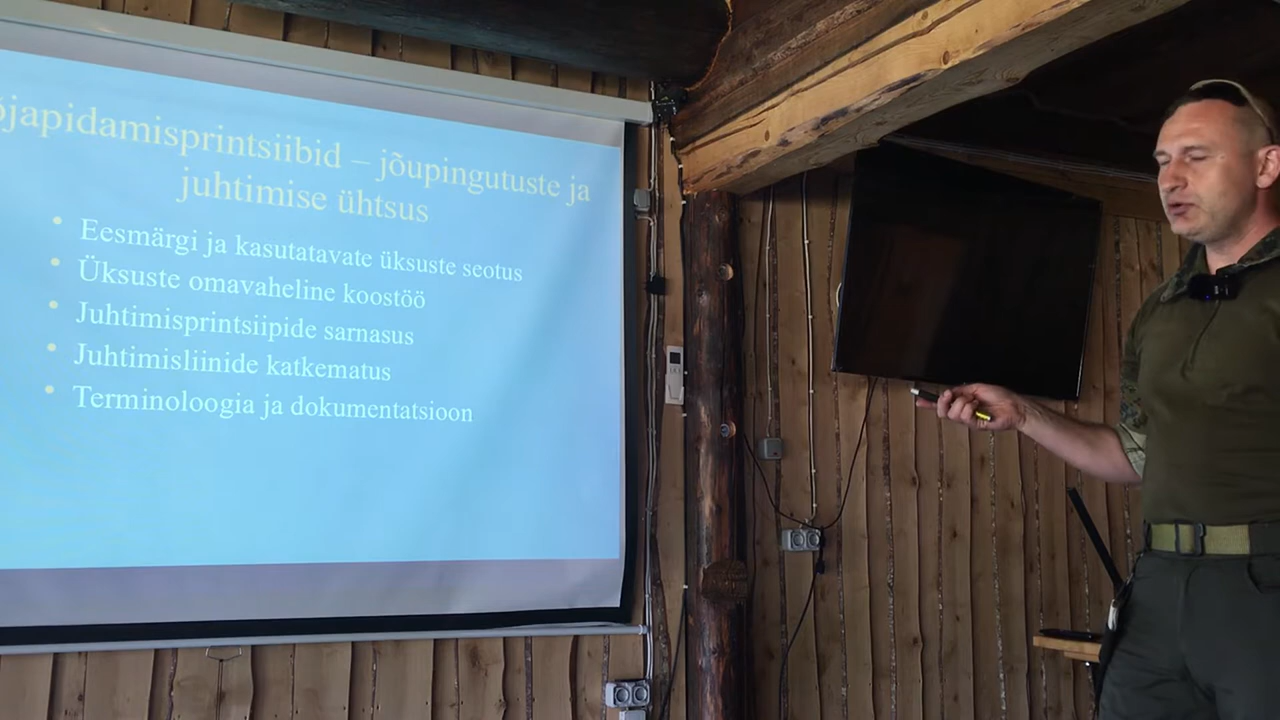 õjapidamisprintsiibid – jõupingutuste ja
juhtimise ühtsus
• Eesmärgi ja kasutatavate üksuste seotus
• Üksuste omavaheline koostöö
• Juhtimisprintsiipide sarnasus
• Juhtimisliinide katkematus
• Terminoloogia ja dokumentatsioon